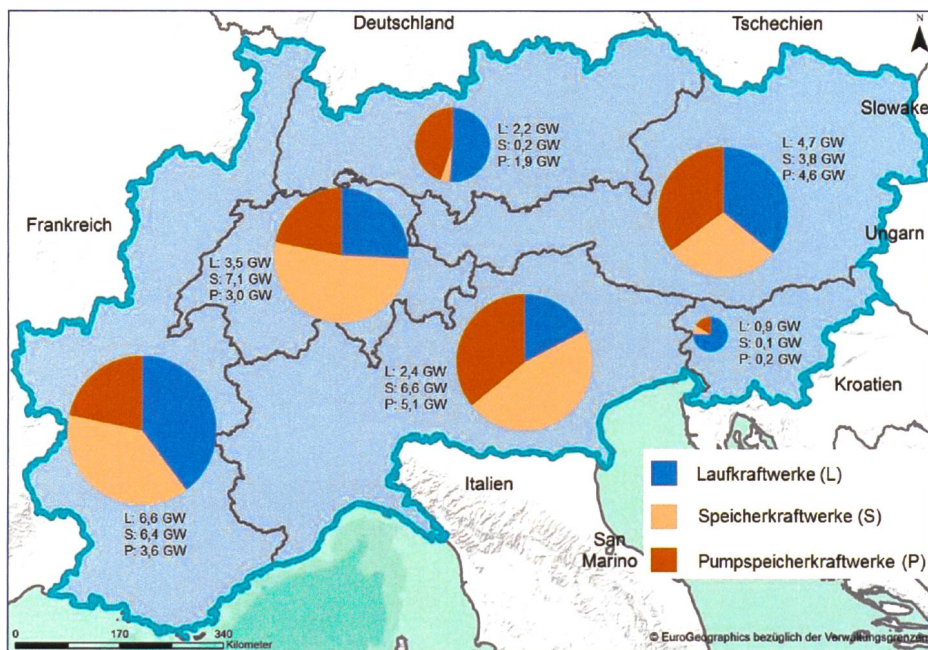 Deutschland
Tschechien
N
Slowake
L: 2,2 GW
S: 0,2 GW
P: 1,9 GW
L: 4,7 GW
S: 3,8 GW
P: 4,6 GW
Frankreich
Ungarn
L: 3,5 GW
S: 7,1 GW
P: 3,0 GW
L: 0,9 GW
S: 0,1 GW
P: 0,2 GW
L: 2,4 GW
S: 6,6 GW
P: 5,1 GW
Kroatien
Italien
Laufkraftwerke (L)
Speicherkraftwerke (S)
Pumpspeicherkraftwerke (P)
L: 6,6 GW
S: 6,4 GW
P: 3,6 GW
San
Marino
0 170 340
Kilometer
© EuroGeographics bezüglich der Verwaltungsgrenzen